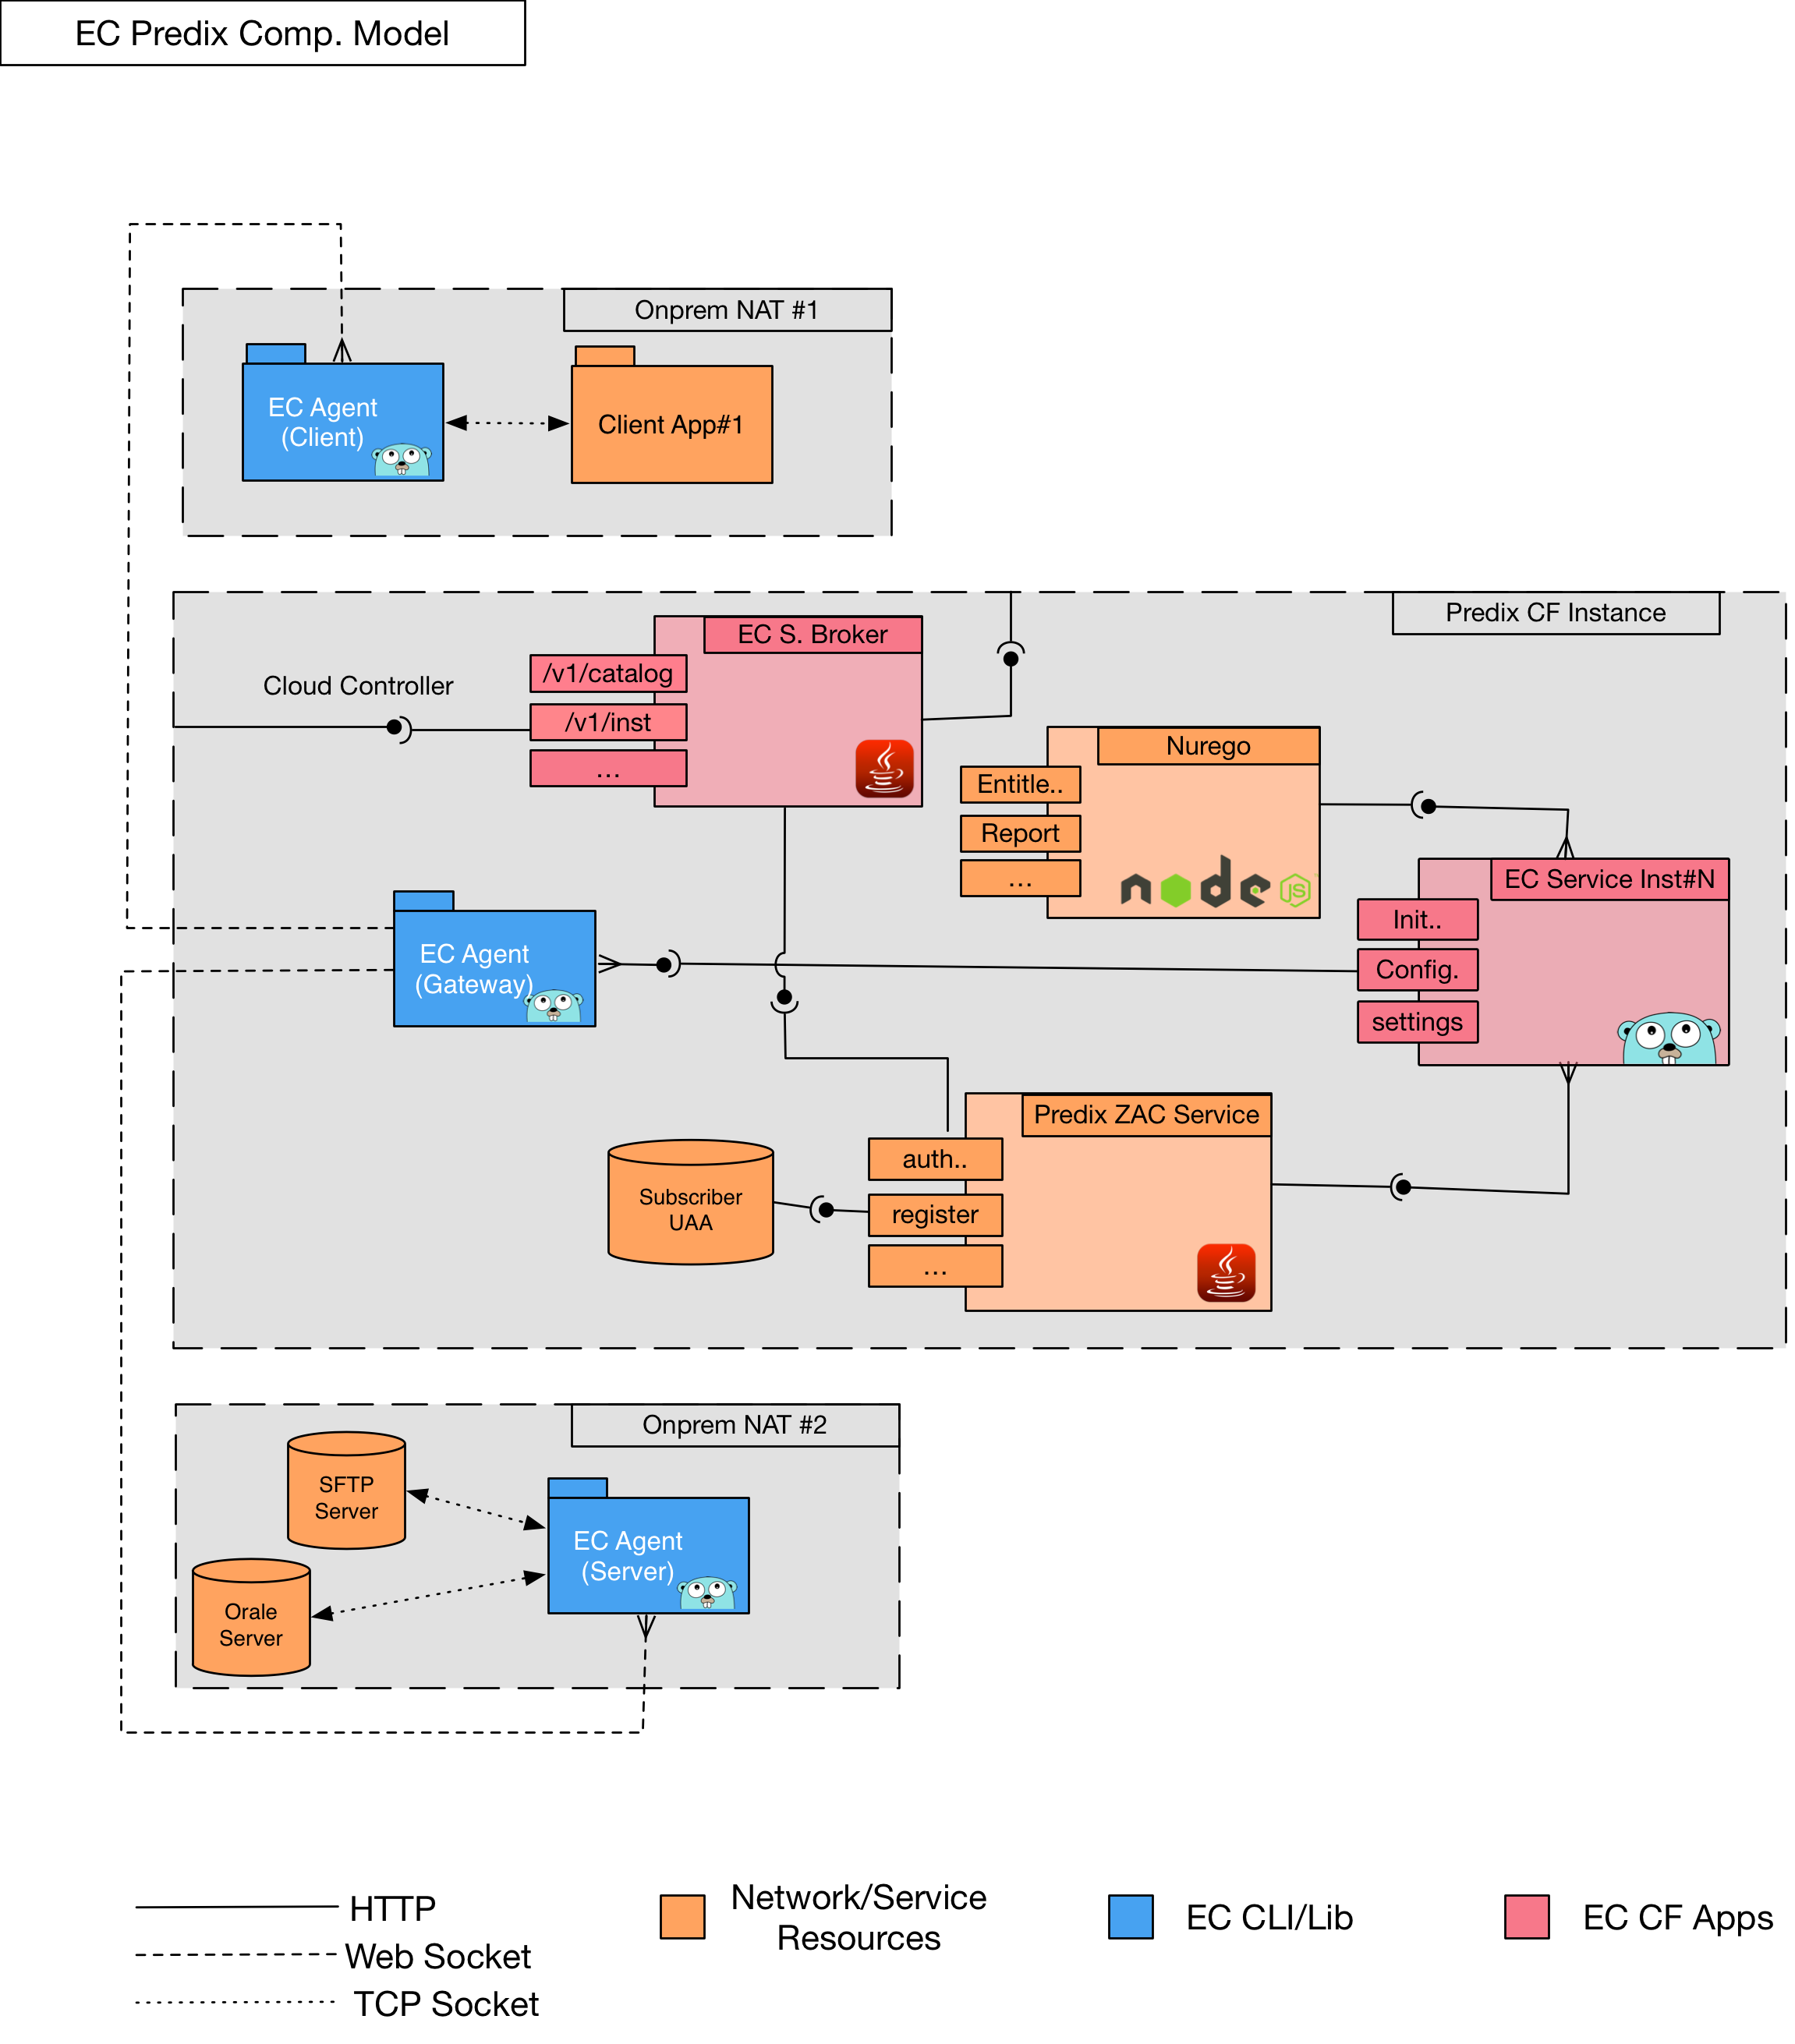 EC Predix Comp. Model
Onprem NAT #1
EC Agent
(Client)
Client App#1
Predix CF Instance
EC S. Broker
/v1/catalog
/v1/inst
...
Cloud Controller
Nurego
Entitle..
Report
...
node
JS
EC Service Inst#N
Init..
Config.
settings
EC Agent
(Gateway)
Predix ZAC Service
auth..
register
...
Subscriber
UAA
Onprem NAT #2
SFTP
Server
EC Agent
(Server)
Orale
Server
HTTP
Web Socket
TCP Socket
Network/Service
Resources
EC CLI/Lib
EC CF Apps